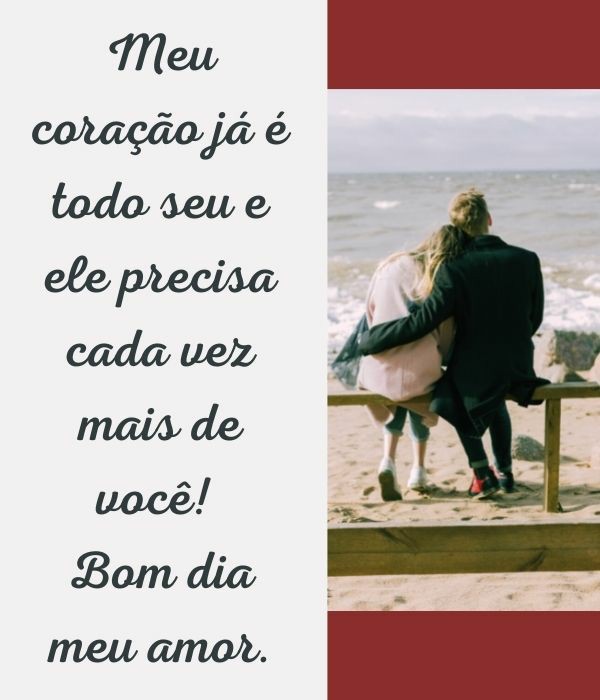 Meu
coração já é
todo seu e
ele precisa
cada vez
mais de
você!
Bom dia
meu amor.